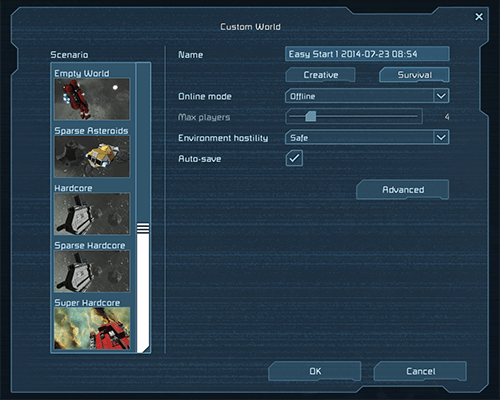 Custom World
Scenario
Empty World
Sparse Asteroids
Hardcore
Sparse Hardcore
Super Hardcore
Name
Easy Start 1 2014-07-23 08:54
Creative
Survival
Online mode
Offline
Max players
4
Environment hostility
Safe
Auto-save
Advanced
OK
Cancel